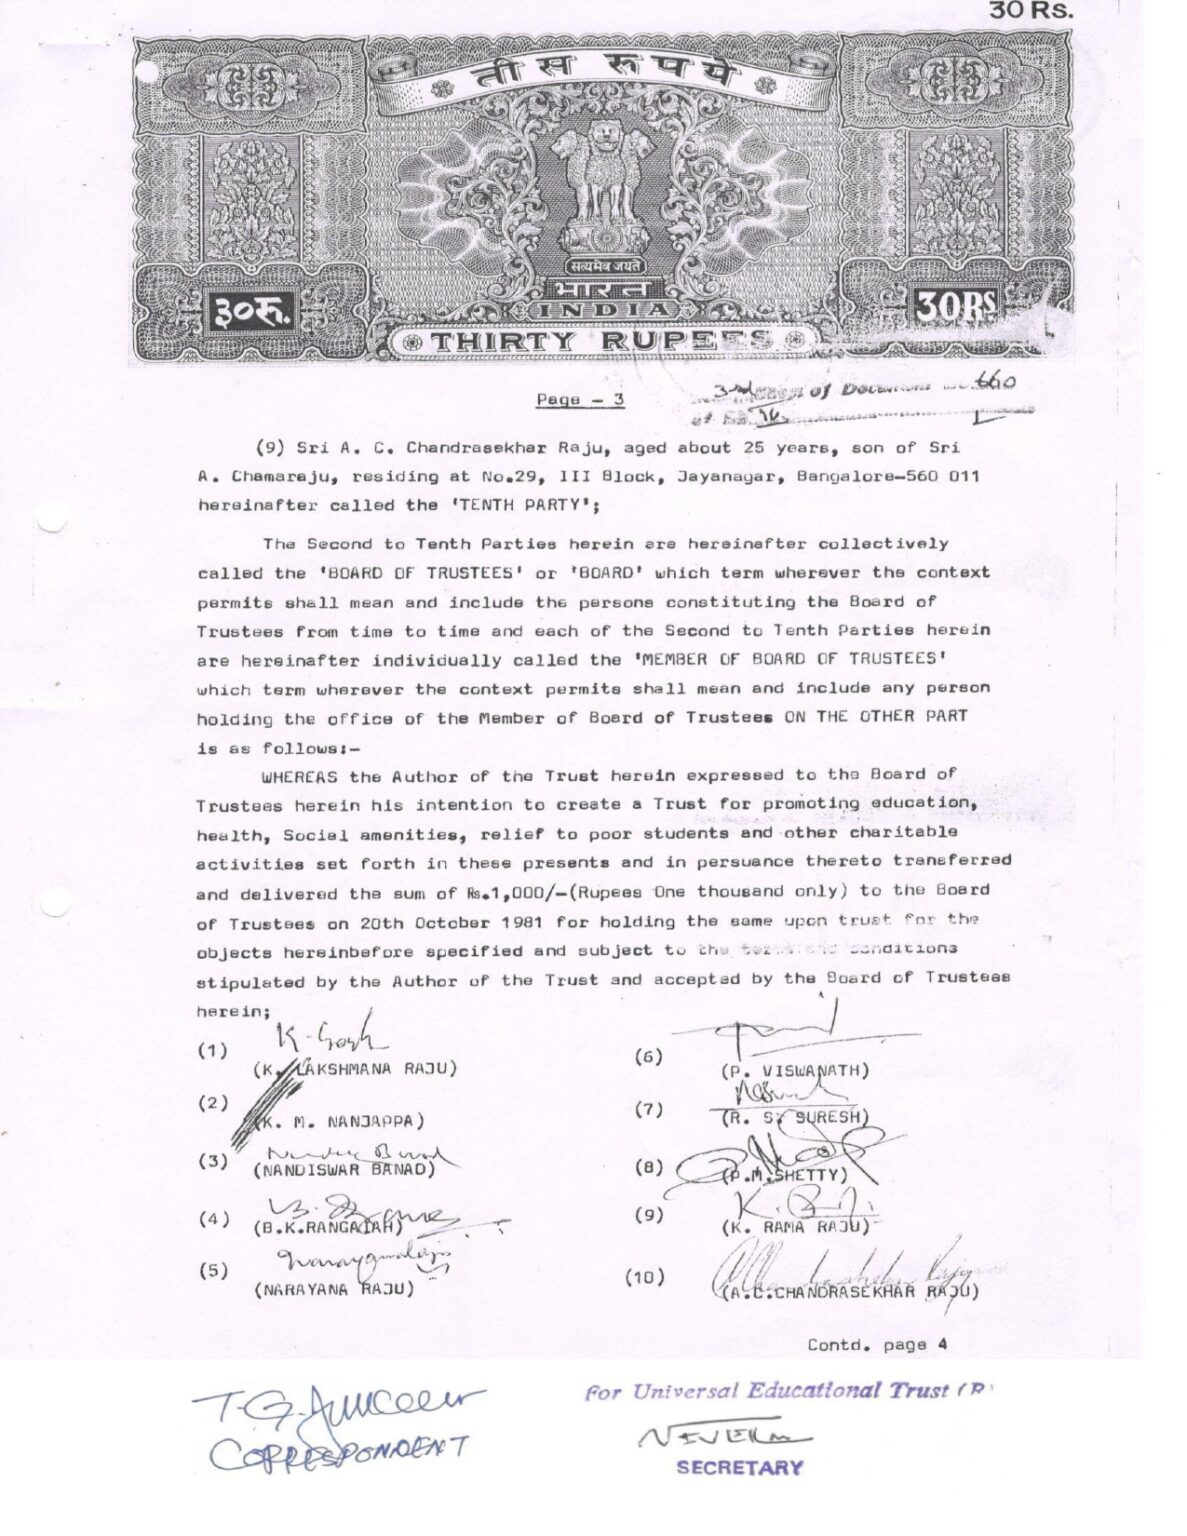 30 Rs.
तीस रुपये
सत्यमेव जयते
भारत
INDIA
३०रु.
30RS
THIRTY RUPEES
3rd of Document 660
Page - 3
of
(9) Sri A. C. Chandrasekhar Raju, aged about 25 years, son of Sri
A. Chamaraju, residing at No.29, III Block, Jayanagar, Bangalore-560 011
hereinafter called the 'TENTH PARTY';
The Second to Tenth Parties herein are hereinafter collectively
called the 'BOARD OF TRUSTEES' or 'BOARD' which term wherever the context
permits shall mean and include the persons constituting the Board of
Trustees from time to time and each of the Second to Tenth Parties herein
are hereinafter individually called the 'MEMBER OF BOARD OF TRUSTEES'
which term wherever the context permits shall mean and include any person
holding the office of the Member of Board of Trustees ON THE OTHER PART
is as follows:-
WHEREAS the Author of the Trust herein expressed to the Board of
Trustees herein his intention to create a Trust for promoting education,
health, Social amenities, relief to poor students and other charitable
activities set forth in these presents and in persuance thereto transferred
and delivered the sum of Rs.1,000/-(Rupees One thousand only) to the Board
of Trustees on 20th October 1981 for holding the same upon trust for the
objects hereinbefore specified and subject to the terms and conditions
stipulated by the Author of the Trust and accepted by the Board of Trustees
herein;
(1)
(K. LAKSHMANA RAJU)
(2)
(K. M. NANJAPPA)
(3)
(NANDISWAR BANAD)
(4)
(B.K.RANGAIAH)
(5) Narayanaraju
(NARAYANA RAJU)
(6)
(P. VISWANATH)
(7)
(R. S. SURESH)
(8)
(P.M.SHETTY)
(9)
(K. RAMA RAJU)
(10) A.C.Chandrashekar Raju
(A.C.CHANDRASEKHAR RAJU)
Contd. page 4
T.G.
CORRESPONDENT
For Universal Educational Trust (R)
SECRETARY